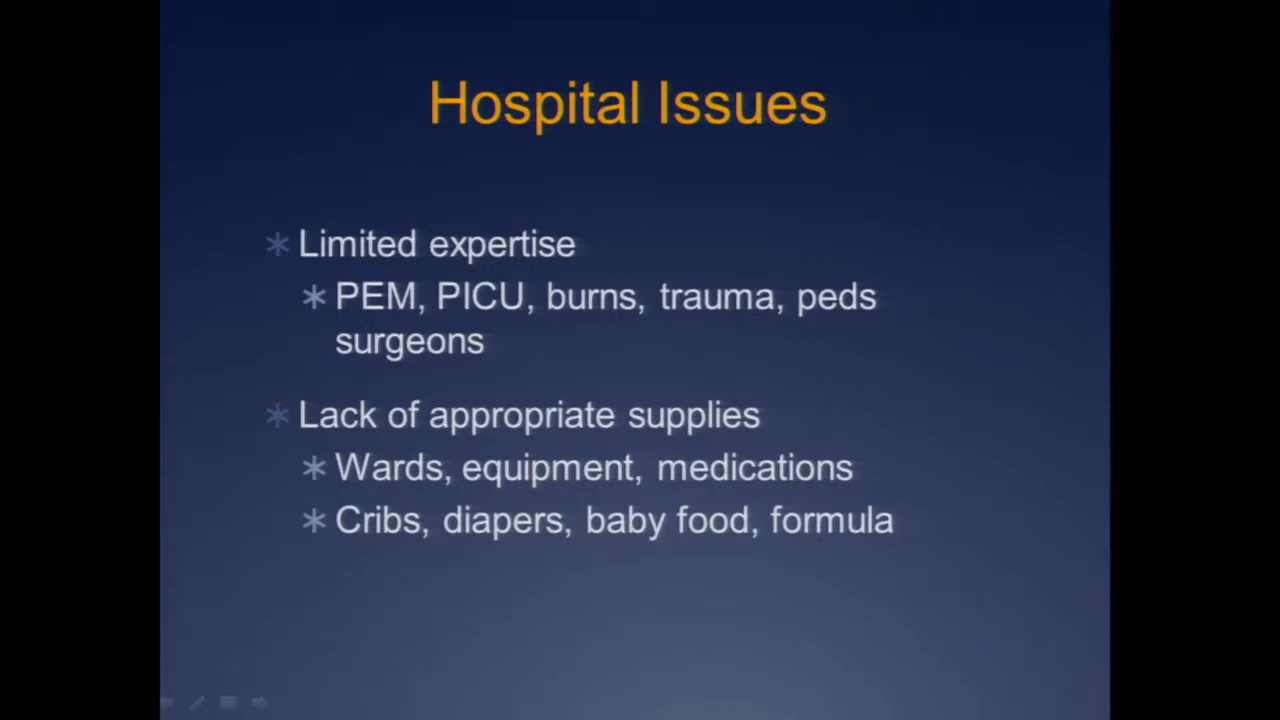 Hospital Issues
Limited expertise
PEM, PICU, burns, trauma, peds
surgeons
Lack of appropriate supplies
Wards, equipment, medications
Cribs, diapers, baby food, formula